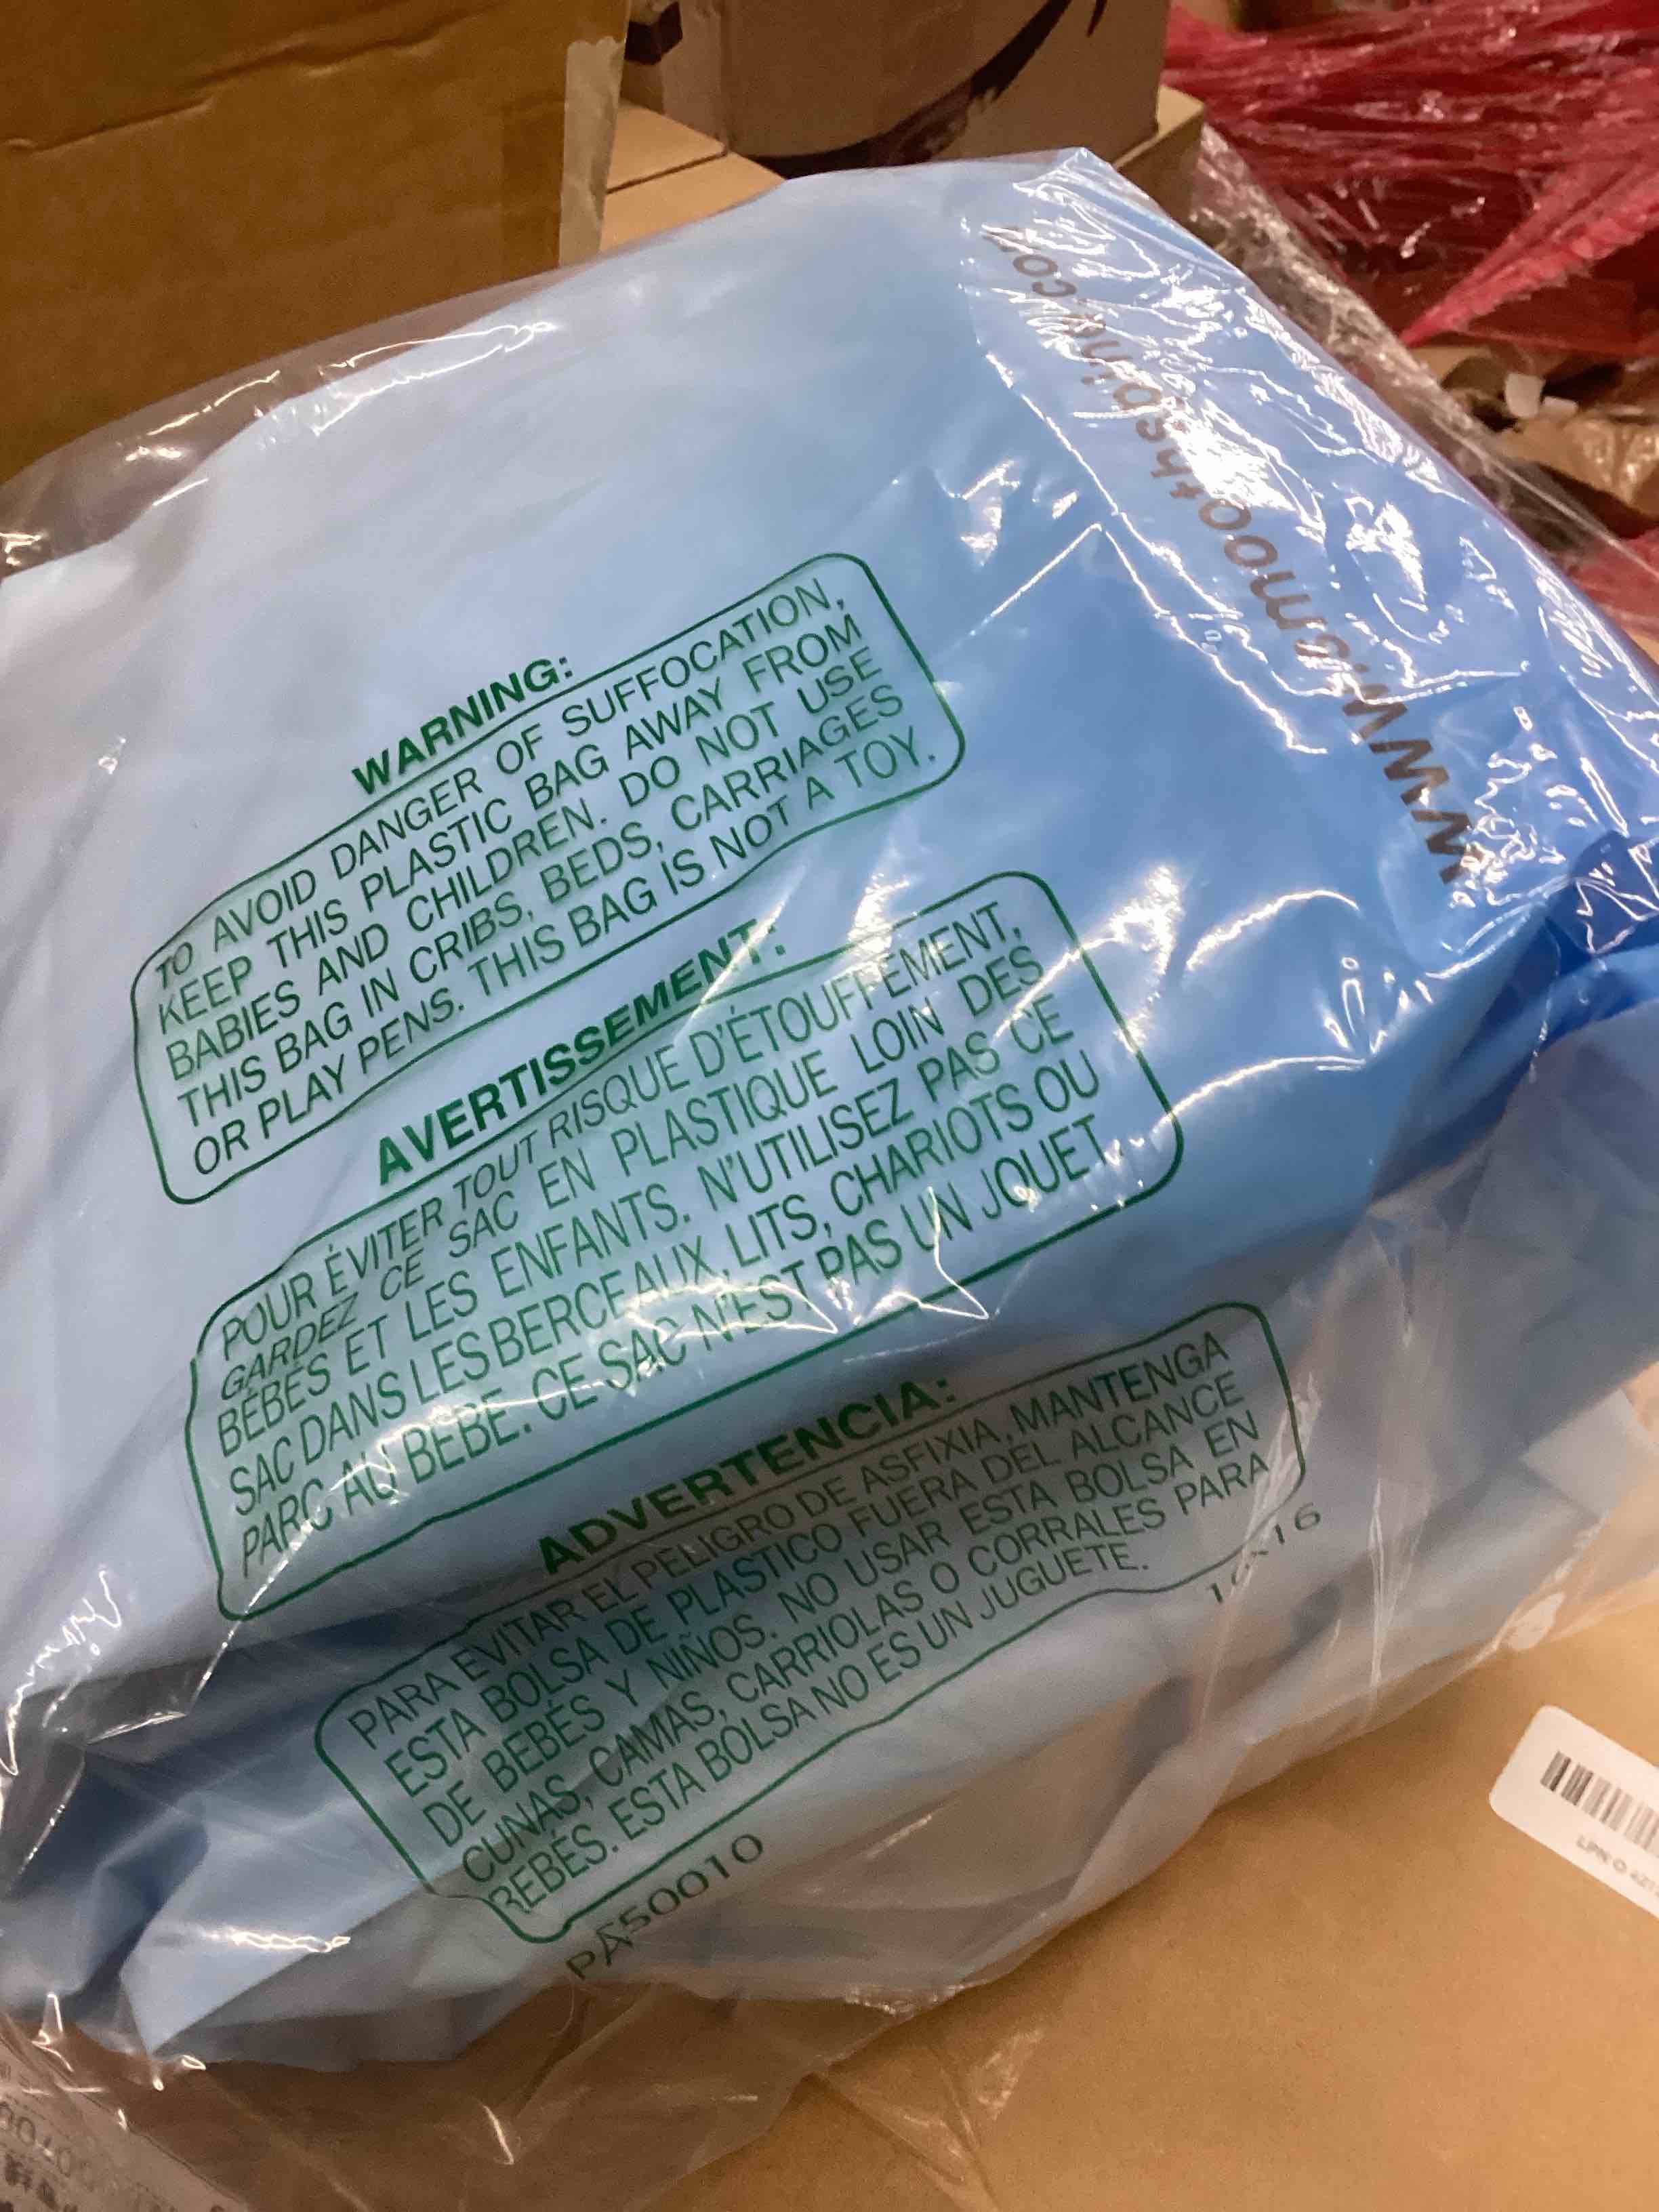 www.smoothspine.com
WARNING:
TO AVOID DANGER OF SUFFOCATION,
KEEP THIS PLASTIC BAG AWAY FROM
BABIES AND CHILDREN. DO NOT USE
THIS BAG IN CRIBS, BEDS, CARRIAGES
OR PLAY PENS. THIS BAG IS NOT A TOY.
AVERTISSEMENT:
POUR ÉVITER TOUT RISQUE D'ÉTOUFFEMENT,
GARDEZ CE SAC EN PLASTIQUE LOIN DES
BÉBÉS ET LES ENFANTS. N'UTILISEZ PAS CE
SAC DANS LES BERCEAUX, LITS, CHARIOTS OU
PARC AU BÉBÉ. CE SAC N'EST PAS UN JOUET.
ADVERTENCIA:
PARA EVITAR EL PELIGRO DE ASFIXIA, MANTENGA
ESTA BOLSA DE PLASTICO FUERA DEL ALCANCE
DE BEBÉS Y NIÑOS. NO USAR ESTA BOLSA EN
CUNAS, CAMAS, CARRIOLAS O CORRALES PARA
BEBÉS. ESTA BOLSA NO ES UN JUGUETE.
PA50010
LPN